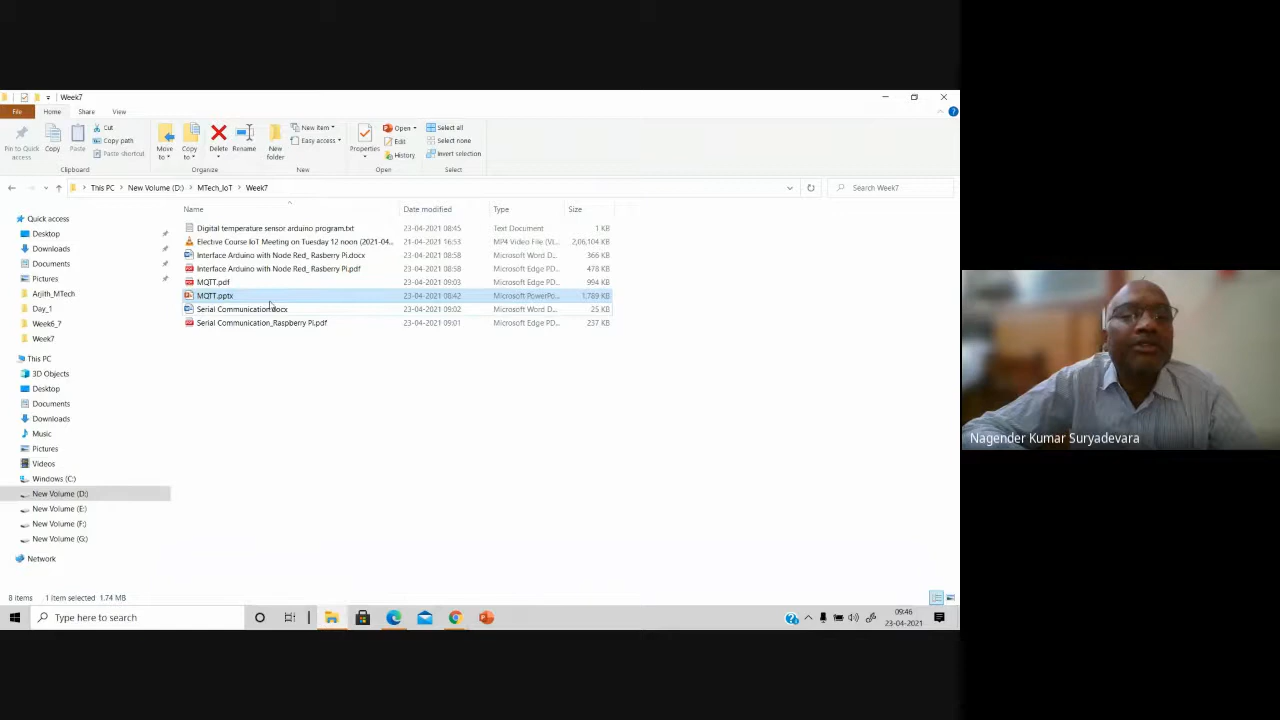 Week7
File Home Share View
Pin to Quick access Copy Paste Cut Copy path Paste shortcut Move to Copy to Delete Rename New folder New item Easy access Properties Open Edit History Select all Select none Invert selection
Clipboard Organize New Open Select
This PC New Volume (D:) MTech_IoT Week7 Search Week7
Name Date modified Type Size
Digital temperature sensor arduino program.txt 23-04-2021 08:45 Text Document 1 KB
Elective Course IoT Meeting on Tuesday 12 noon (2021-04... 21-04-2021 16:53 MP4 Video File (VL... 2,06,104 KB
Interface Arduino with Node Red_ Rasberry Pi.docx 23-04-2021 08:58 Microsoft Word D... 366 KB
Interface Arduino with Node Red_ Rasberry Pi.pdf 23-04-2021 08:58 Microsoft Edge PD... 478 KB
MQTT.pdf 23-04-2021 09:03 Microsoft Edge PD... 994 KB
MQTT.pptx 23-04-2021 08:42 Microsoft PowerPo... 1,789 KB
Serial Communication.docx 23-04-2021 09:02 Microsoft Word D... 25 KB
Serial Communication_Raspberry Pi.pdf 23-04-2021 09:01 Microsoft Edge PD... 237 KB
Quick access
Desktop
Downloads
Documents
Pictures
Arjith_MTech
Day_1
Week6_7
Week7
This PC
3D Objects
Desktop
Documents
Downloads
Music
Pictures
Videos
Windows (C:)
New Volume (D:)
New Volume (E:)
New Volume (F:)
New Volume (G:)
Network
8 items 1 item selected 1.74 MB
Type here to search
09:46
23-04-2021
Nagender Kumar Suryadevara